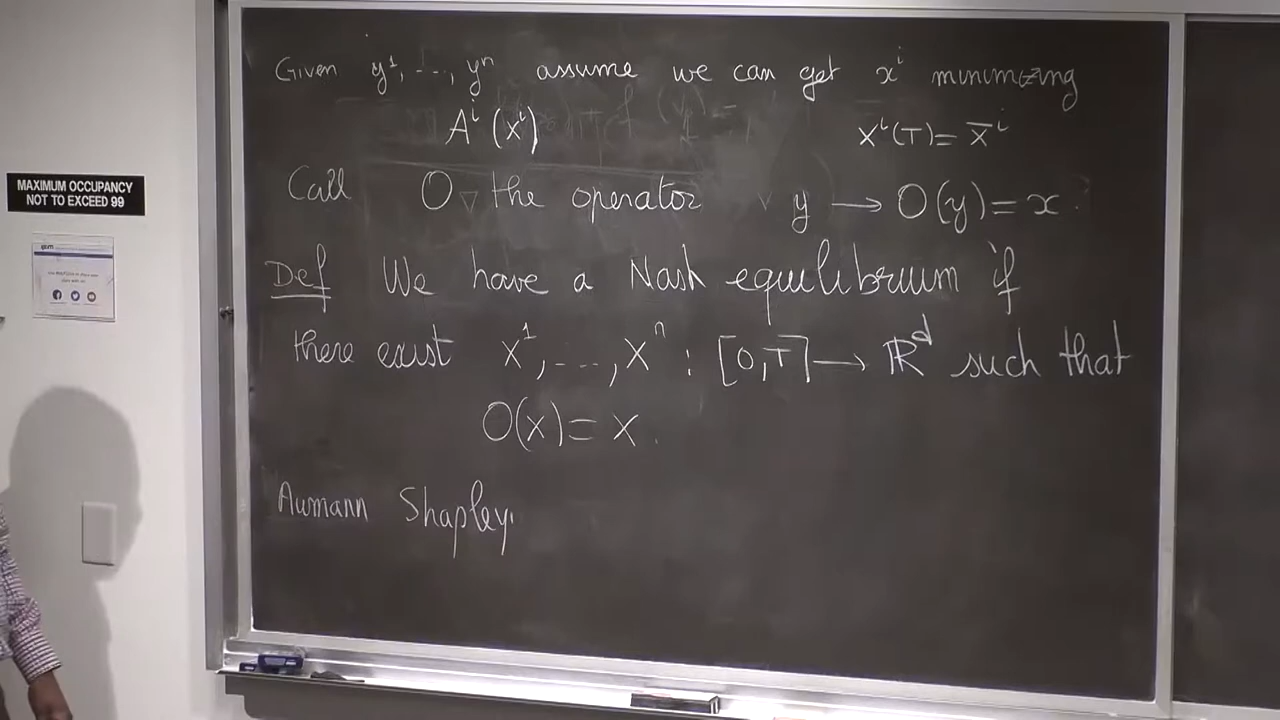 Given y¹, ..., yⁿ assume we can get xⁱ minimizing
Aⁱ(xⁱ) xⁱ(T) = x̄ⁱ
Call O the operator y → O(y) = x
Def We have a Nash equilibrium if
there exist x¹, ..., xⁿ : [0,T] → ℝᵈ such that
O(x) = x.
Aumann Shapley
MAXIMUM OCCUPANCY
NOT TO EXCEED 99